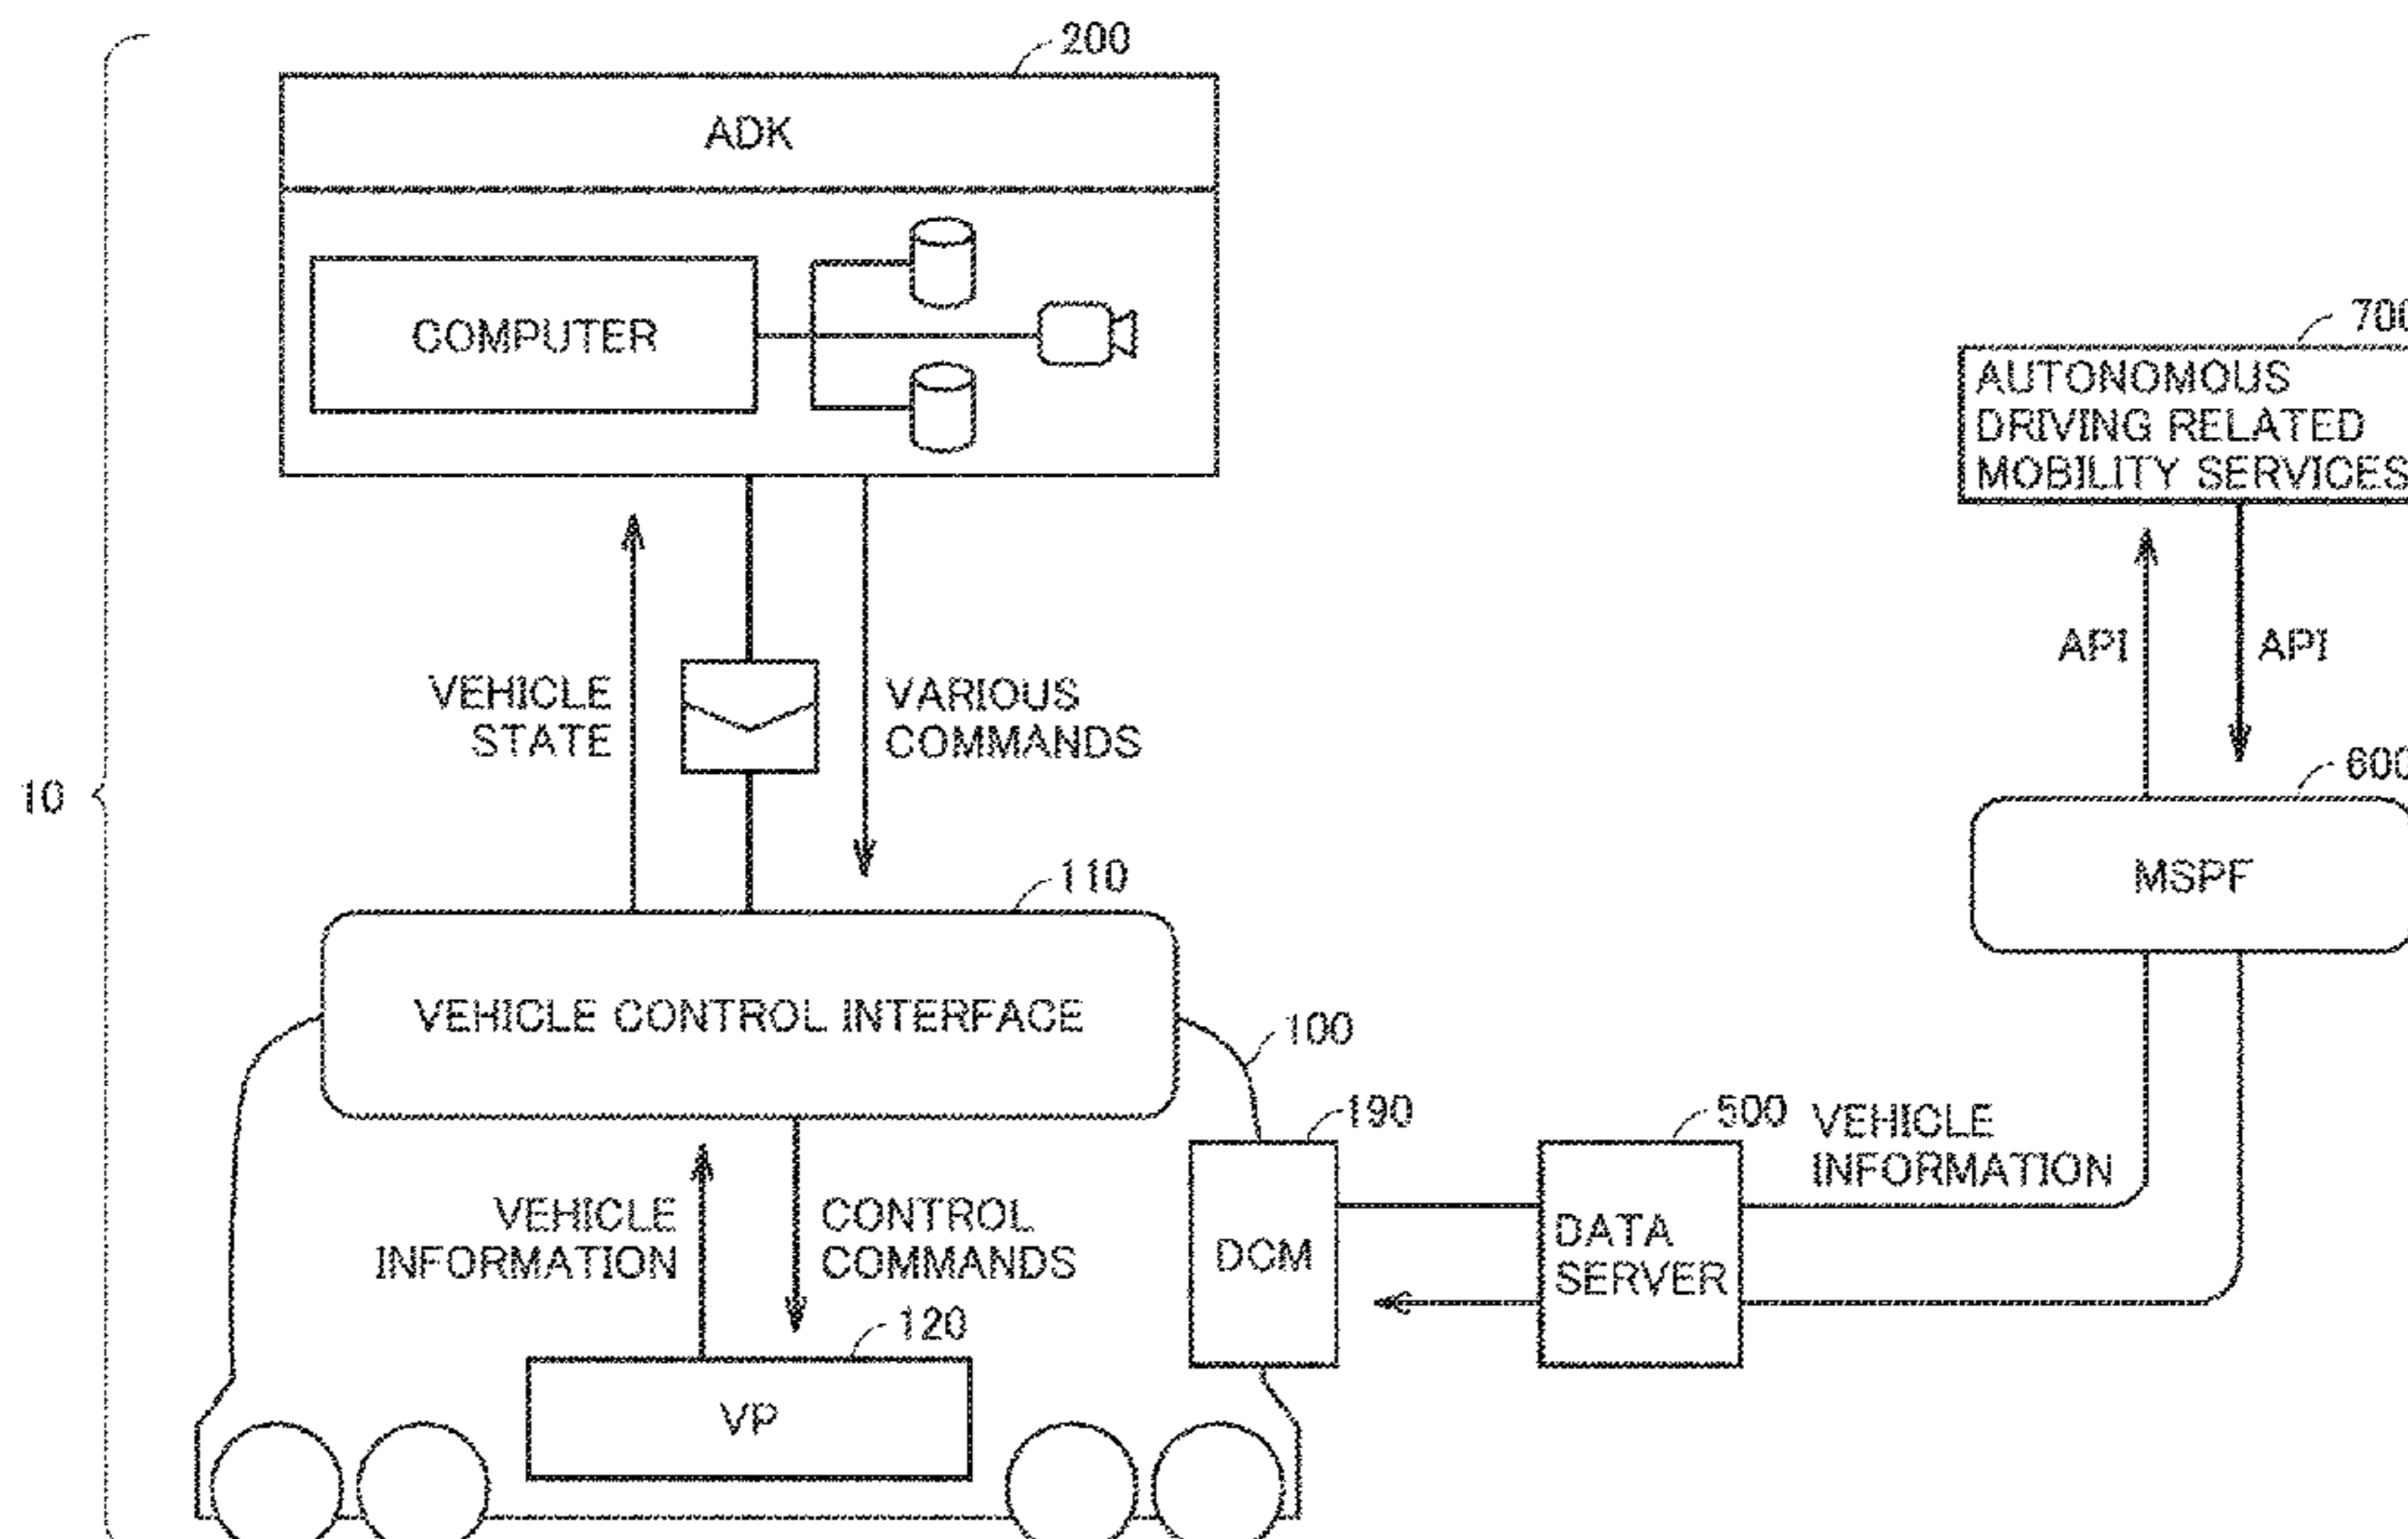 200
ADK
COMPUTER
700
AUTONOMOUS
DRIVING RELATED
MOBILITY SERVICES
VEHICLE
STATE
VARIOUS
COMMANDS
API
API
10
600
MSPF
110
VEHICLE CONTROL INTERFACE
100
190
500
VEHICLE
INFORMATION
VEHICLE
INFORMATION
CONTROL
COMMANDS
DCM
DATA
SERVER
120
VP